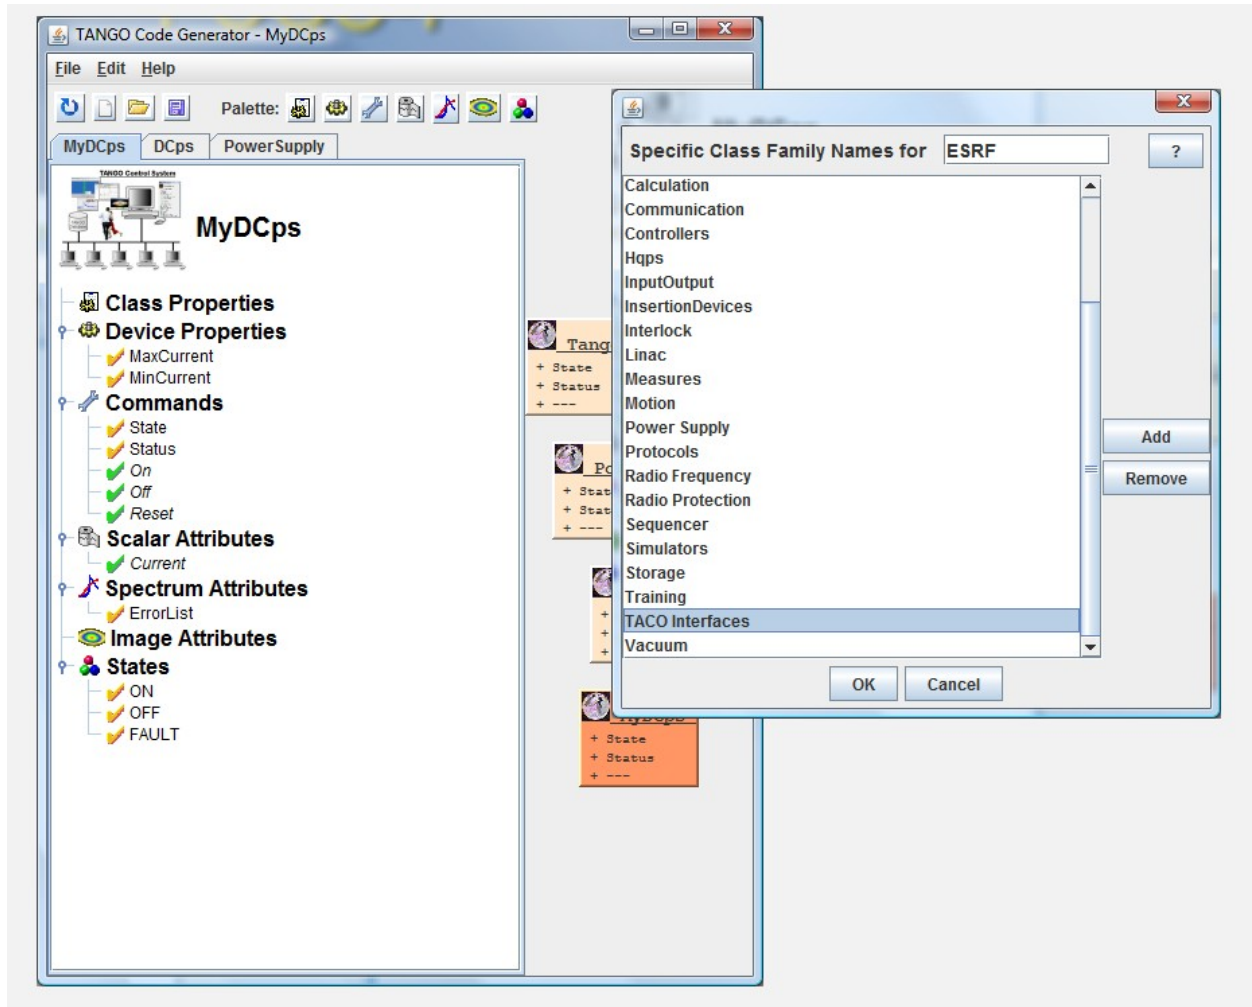 TANGO Code Generator - MyDCps
File Edit Help
Palette:
MyDCps DCps PowerSupply
TANGO Control System
MyDCps
Class Properties
Device Properties
MaxCurrent
MinCurrent
Commands
State
Status
On
Off
Reset
Scalar Attributes
Current
Spectrum Attributes
ErrorList
Image Attributes
States
ON
OFF
FAULT
Tang
+ State
+ Status
+ ---
Po
+ Stat
+ Stat
+ ---
+
+
+
MyDCps
+ State
+ Status
+ ---
Specific Class Family Names for ESRF ?
Calculation
Communication
Controllers
Hqps
InputOutput
InsertionDevices
Interlock
Linac
Measures
Motion
Power Supply
Protocols
Radio Frequency
Radio Protection
Sequencer
Simulators
Storage
Training
TACO Interfaces
Vacuum
Add
Remove
OK Cancel